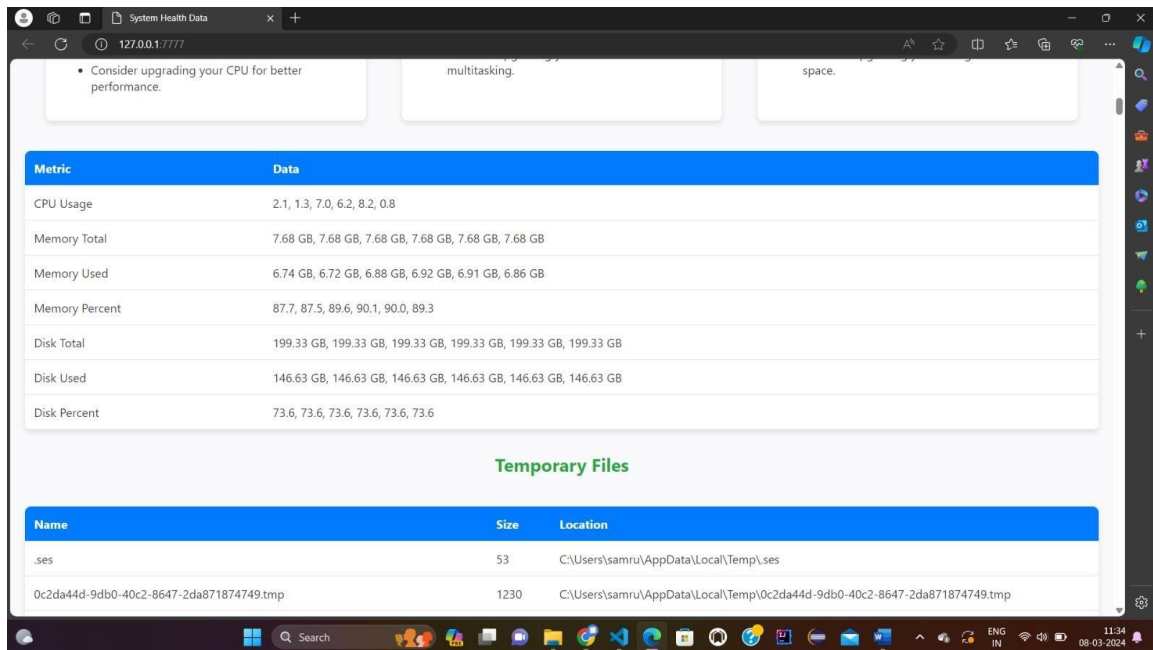 System Health Data
127.0.0.1:7777
• Consider upgrading your CPU for better
performance.
multitasking.
space.
Metric Data
CPU Usage 2.1, 1.3, 7.0, 6.2, 8.2, 0.8
Memory Total 7.68 GB, 7.68 GB, 7.68 GB, 7.68 GB, 7.68 GB, 7.68 GB
Memory Used 6.74 GB, 6.72 GB, 6.88 GB, 6.92 GB, 6.91 GB, 6.86 GB
Memory Percent 87.7, 87.5, 89.6, 90.1, 90.0, 89.3
Disk Total 199.33 GB, 199.33 GB, 199.33 GB, 199.33 GB, 199.33 GB, 199.33 GB
Disk Used 146.63 GB, 146.63 GB, 146.63 GB, 146.63 GB, 146.63 GB, 146.63 GB
Disk Percent 73.6, 73.6, 73.6, 73.6, 73.6, 73.6
Temporary Files
Name Size Location
.ses 53 C:\Users\samru\AppData\Local\Temp\.ses
0c2da44d-9db0-40c2-8647-2da871874749.tmp 1230 C:\Users\samru\AppData\Local\Temp\0c2da44d-9db0-40c2-8647-2da871874749.tmp
Search
ENG 11:34
IN 08-03-2024